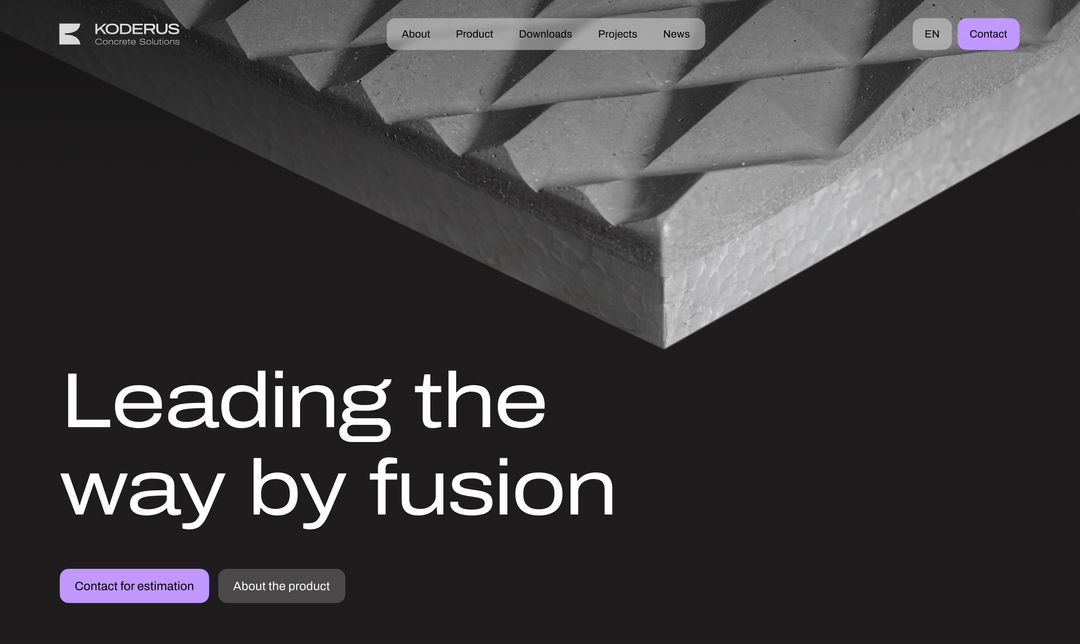 KODERUS
Concrete Solutions
About
Product
Downloads
Projects
News
EN
Contact
Leading the
way by fusion
Contact for estimation
About the product